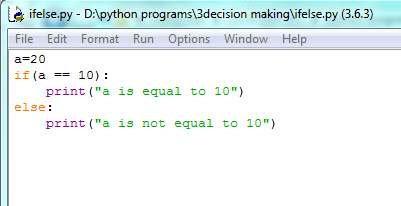 ifelse.py - D:\python programs\3decision making\ifelse.py (3.6.3)
File Edit Format Run Options Window Help
a=20
if(a == 10):
    print("a is equal to 10")
else:
    print("a is not equal to 10")